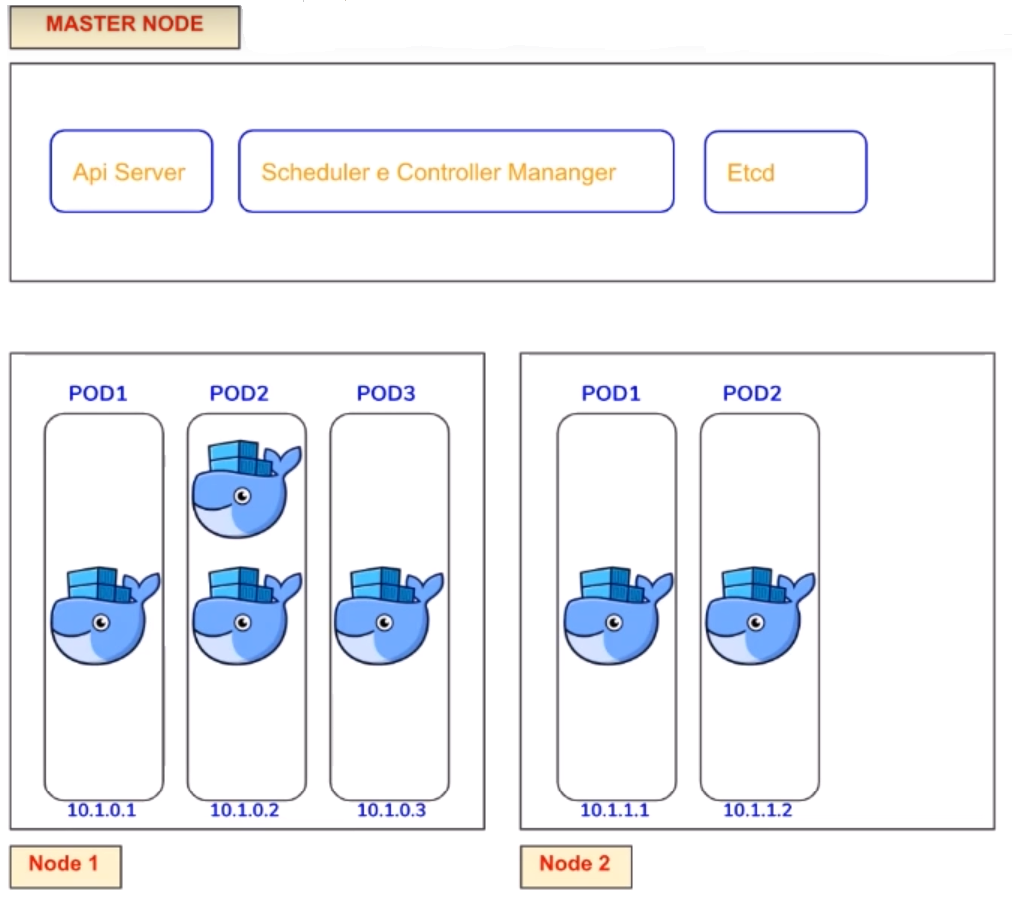 MASTER NODE
Api Server
Scheduler e Controller Mananger
Etcd
POD1
POD2
POD3
10.1.0.1
10.1.0.2
10.1.0.3
Node 1
POD1
POD2
10.1.1.1
10.1.1.2
Node 2